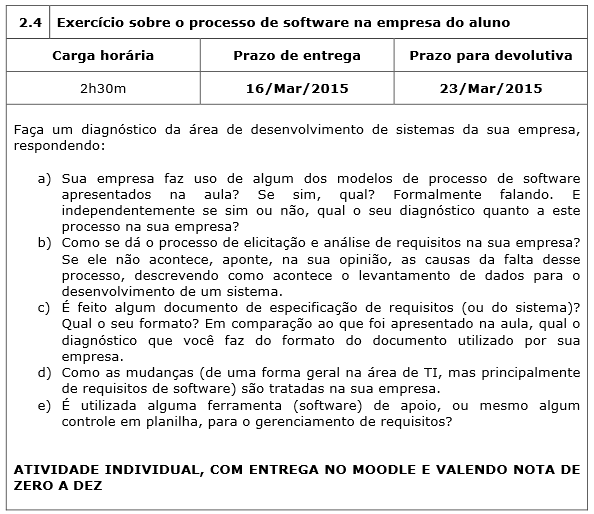 2.4 Exercício sobre o processo de software na empresa do aluno
Carga horária Prazo de entrega Prazo para devolutiva
2h30m 16/Mar/2015 23/Mar/2015
Faça um diagnóstico da área de desenvolvimento de sistemas da sua empresa,
respondendo:
a) Sua empresa faz uso de algum dos modelos de processo de software
apresentados na aula? Se sim, qual? Formalmente falando. E
independentemente se sim ou não, qual o seu diagnóstico quanto a este
processo na sua empresa?
b) Como se dá o processo de elicitação e análise de requisitos na sua empresa?
Se ele não acontece, aponte, na sua opinião, as causas da falta desse
processo, descrevendo como acontece o levantamento de dados para o
desenvolvimento de um sistema.
c) É feito algum documento de especificação de requisitos (ou do sistema)?
Qual o seu formato? Em comparação ao que foi apresentado na aula, qual o
diagnóstico que você faz do formato do documento utilizado por sua
empresa.
d) Como as mudanças (de uma forma geral na área de TI, mas principalmente
de requisitos de software) são tratadas na sua empresa.
e) É utilizada alguma ferramenta (software) de apoio, ou mesmo algum
controle em planilha, para o gerenciamento de requisitos?
ATIVIDADE INDIVIDUAL, COM ENTREGA NO MOODLE E VALENDO NOTA DE
ZERO A DEZ